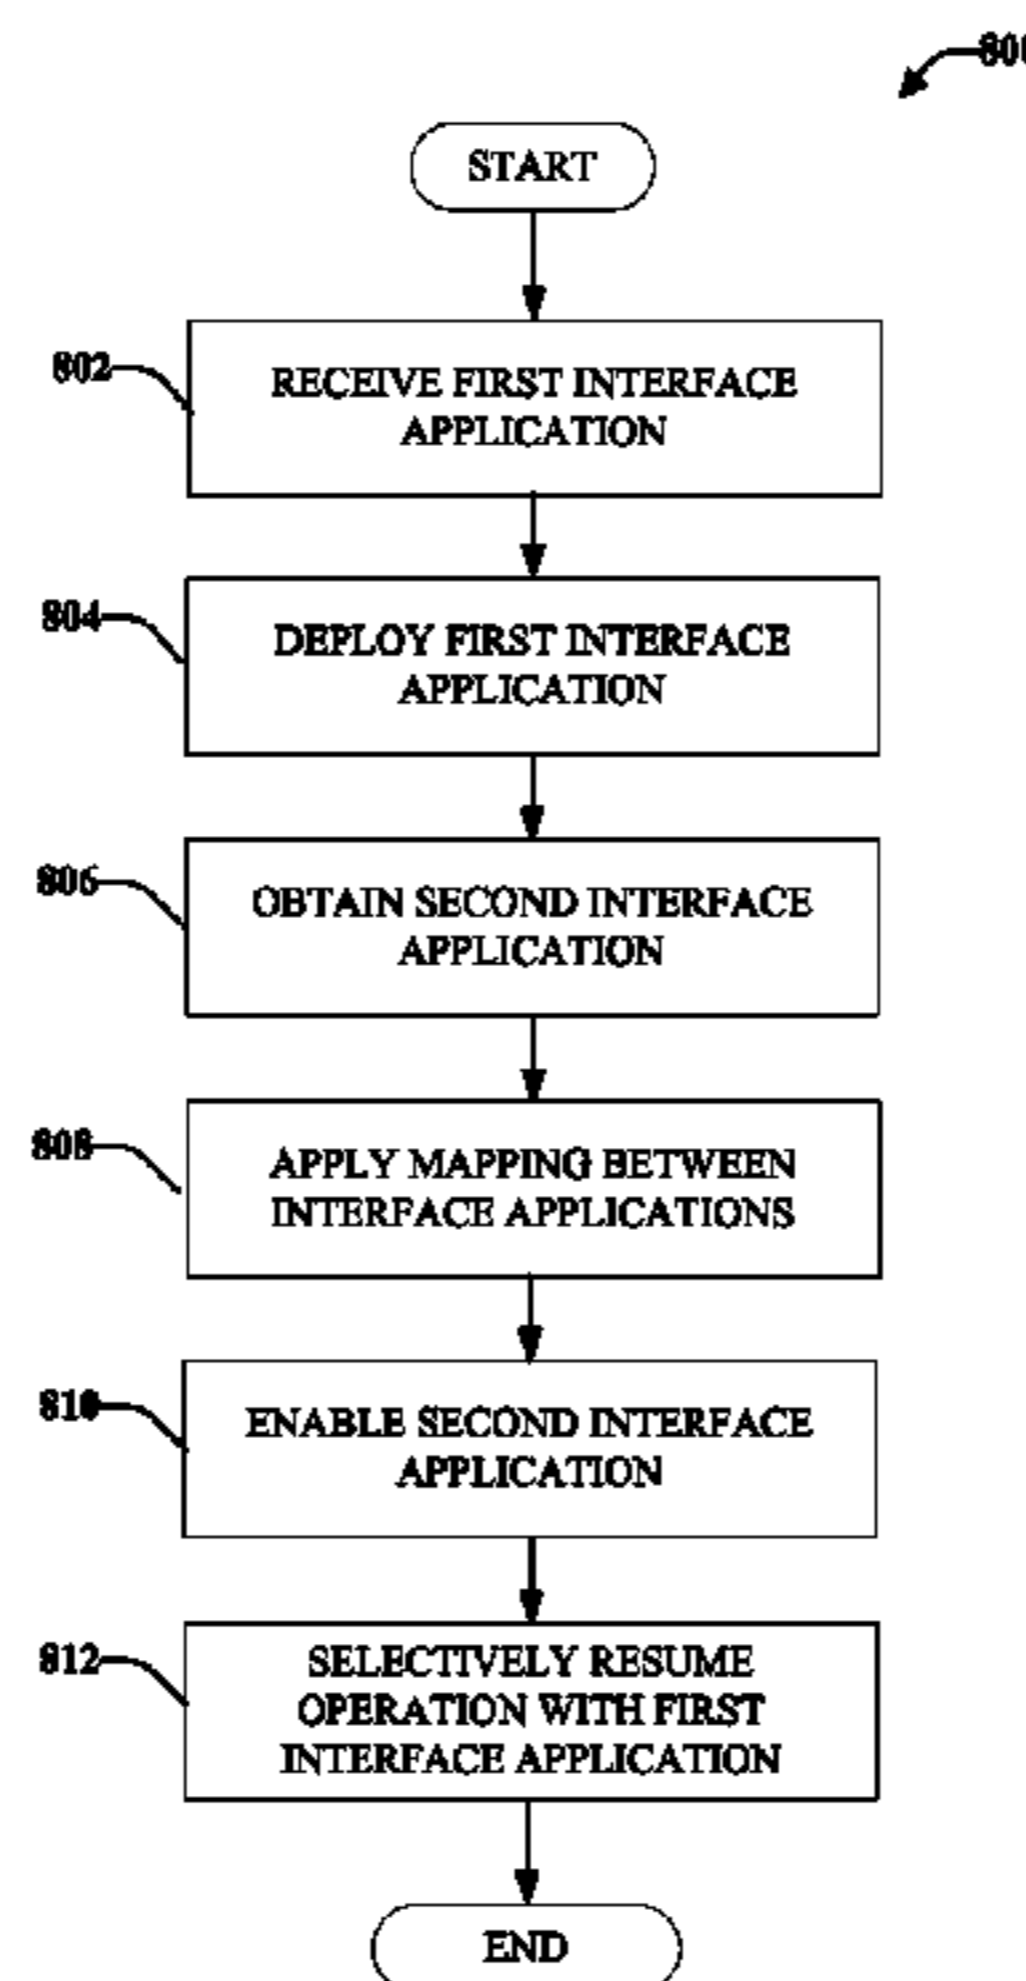 800
START
802
RECEIVE FIRST INTERFACE
APPLICATION
804
DEPLOY FIRST INTERFACE
APPLICATION
806
OBTAIN SECOND INTERFACE
APPLICATION
808
APPLY MAPPING BETWEEN
INTERFACE APPLICATIONS
810
ENABLE SECOND INTERFACE
APPLICATION
812
SELECTIVELY RESUME
OPERATION WITH FIRST
INTERFACE APPLICATION
END